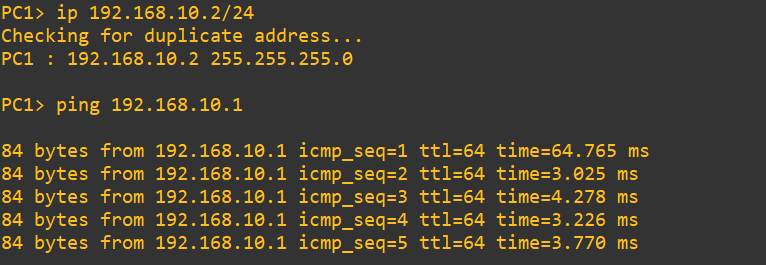 PC1> ip 192.168.10.2/24
Checking for duplicate address...
PC1 : 192.168.10.2 255.255.255.0
PC1> ping 192.168.10.1
84 bytes from 192.168.10.1 icmp_seq=1 ttl=64 time=64.765 ms
84 bytes from 192.168.10.1 icmp_seq=2 ttl=64 time=3.025 ms
84 bytes from 192.168.10.1 icmp_seq=3 ttl=64 time=4.278 ms
84 bytes from 192.168.10.1 icmp_seq=4 ttl=64 time=3.226 ms
84 bytes from 192.168.10.1 icmp_seq=5 ttl=64 time=3.770 ms